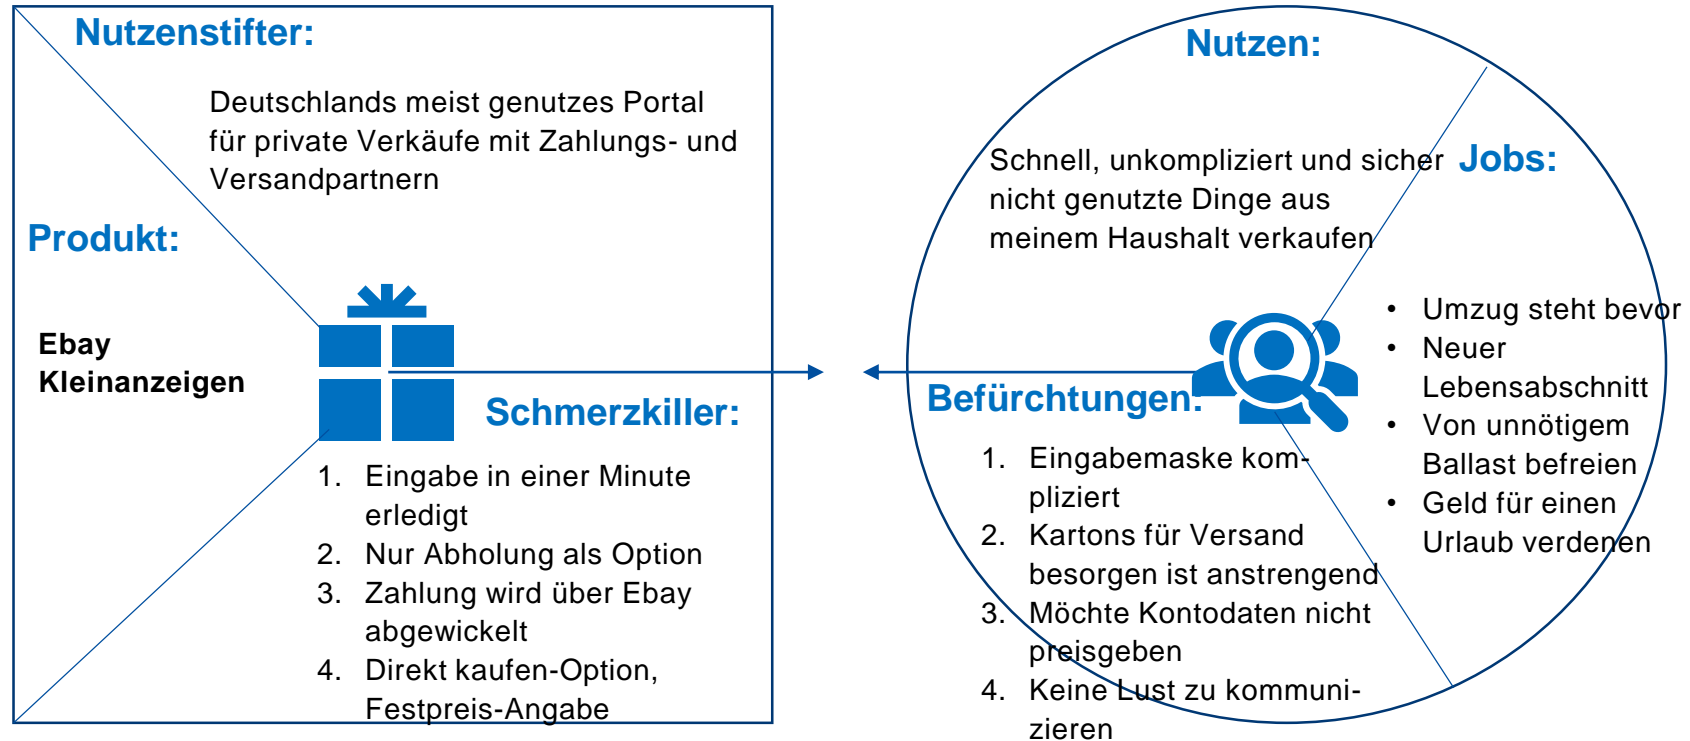 Nutzenstifter:
Deutschlands meist genutzes Portal
für private Verkäufe mit Zahlungs- und
Versandpartnern
Produkt:
Ebay
Kleinanzeigen
Schmerzkiller:
1. Eingabe in einer Minute
erledigt
2. Nur Abholung als Option
3. Zahlung wird über Ebay
abgewickelt
4. Direkt kaufen-Option,
Festpreis-Angabe
Nutzen:
Schnell, unkompliziert und sicher
nicht genutzte Dinge aus
meinem Haushalt verkaufen
Jobs:
• Umzug steht bevor
• Neuer
Lebensabschnitt
• Von unnötigem
Ballast befreien
• Geld für einen
Urlaub verdenen
Befürchtungen:
1. Eingabemaske kom-
pliziert
2. Kartons für Versand
besorgen ist anstrengend
3. Möchte Kontodaten nicht
preisgeben
4. Keine Lust zu kommuni-
zieren